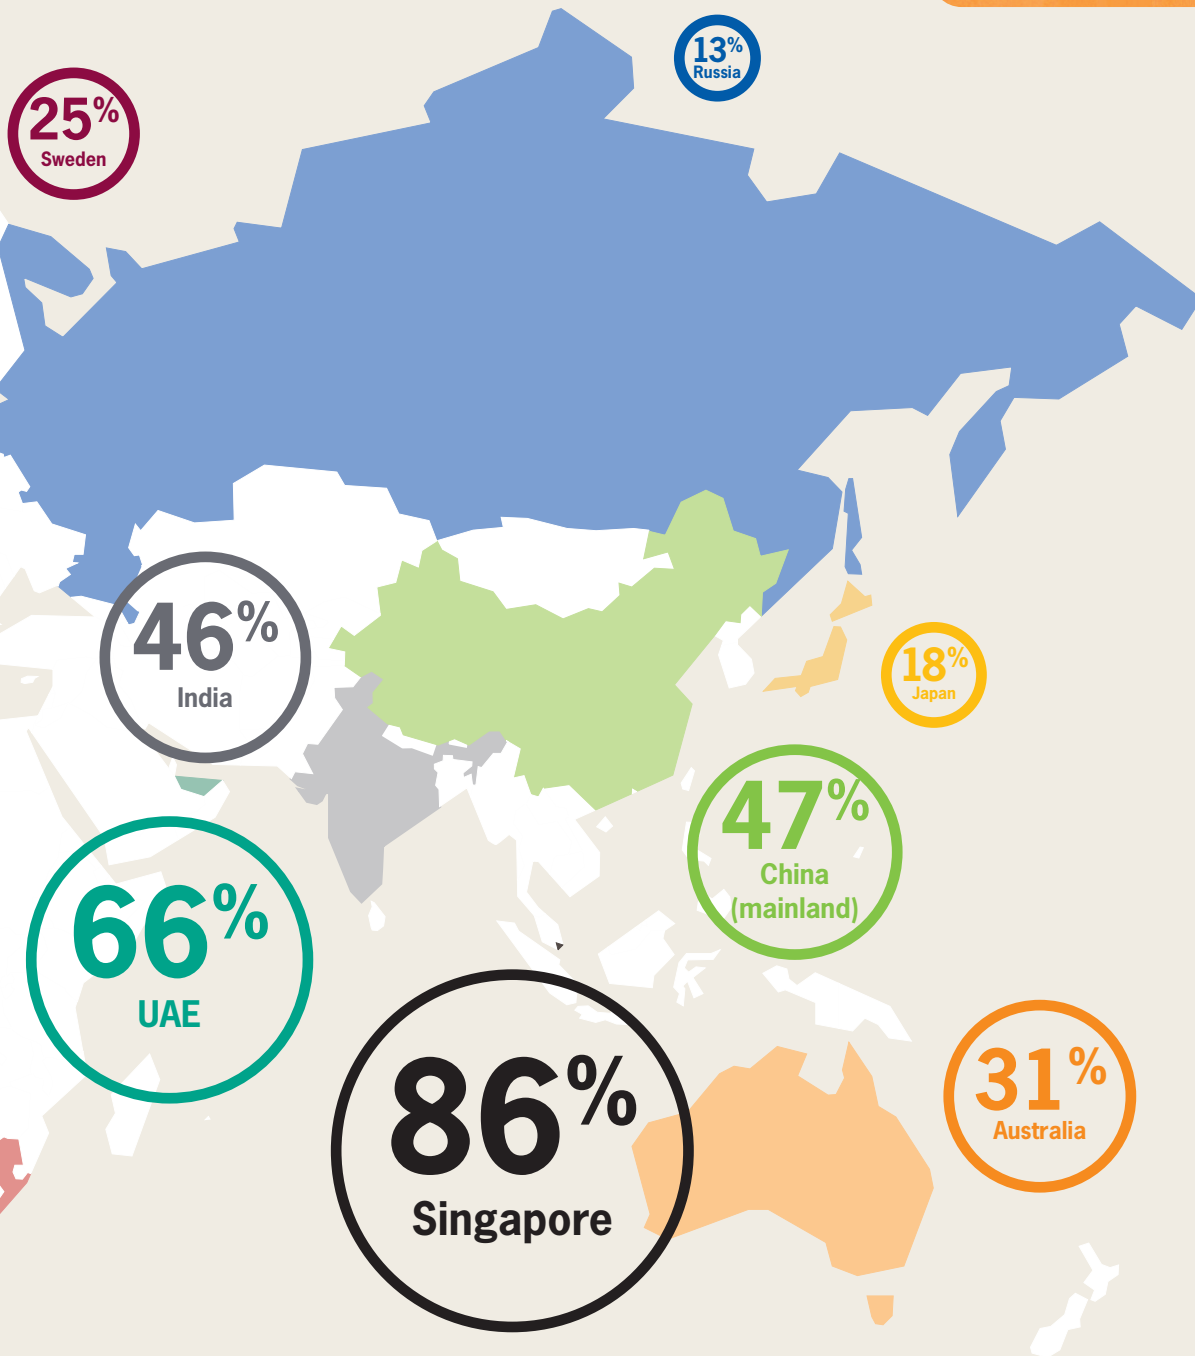 13%
Russia
25%
Sweden
46%
India
18%
Japan
47%
China
(mainland)
66%
UAE
86%
Singapore
31%
Australia